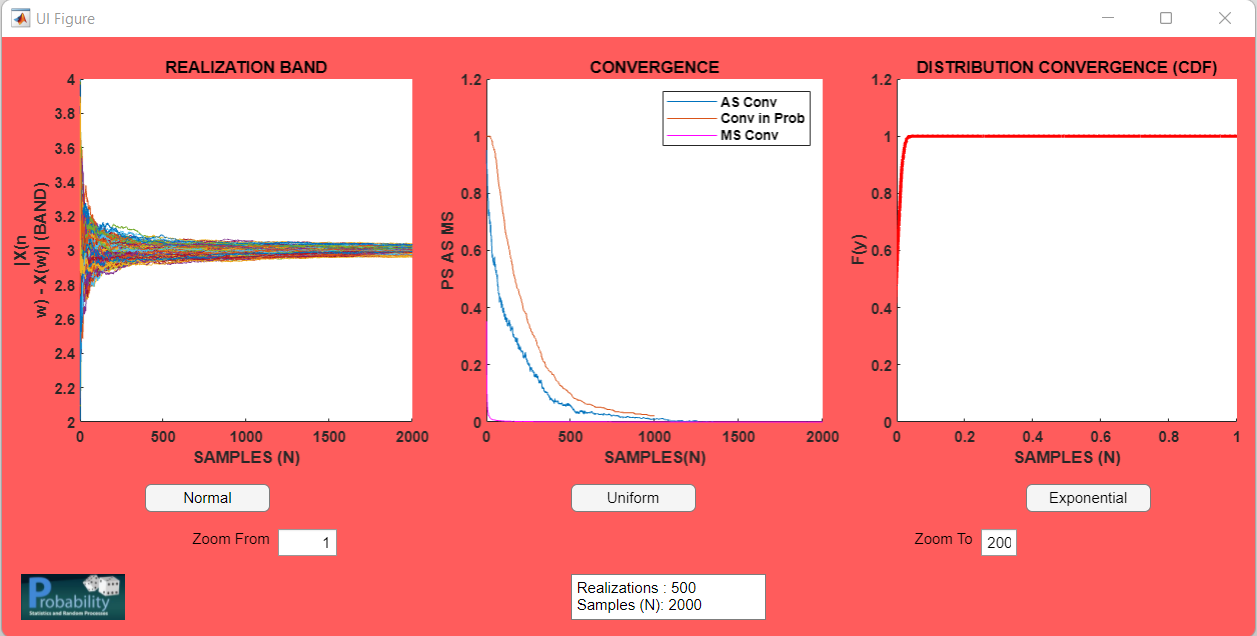 UI Figure
REALIZATION BAND
4
3.8
3.6
3.4
3.2
3
2.8
2.6
2.4
2.2
2
|X(n
w) - X(w)| (BAND)
0
500
1000
1500
2000
SAMPLES (N)
CONVERGENCE
1.2
1
0.8
0.6
0.4
0.2
0
PS AS MS
AS Conv
Conv in Prob
MS Conv
0
500
1000
1500
2000
SAMPLES(N)
DISTRIBUTION CONVERGENCE (CDF)
1.2
1
0.8
0.6
0.4
0.2
0
F(y)
0
0.2
0.4
0.6
0.8
1
SAMPLES (N)
Normal
Uniform
Exponential
Zoom From
1
Zoom To
200
Probability
Statistics and Random Processes
Realizations : 500
Samples (N): 2000